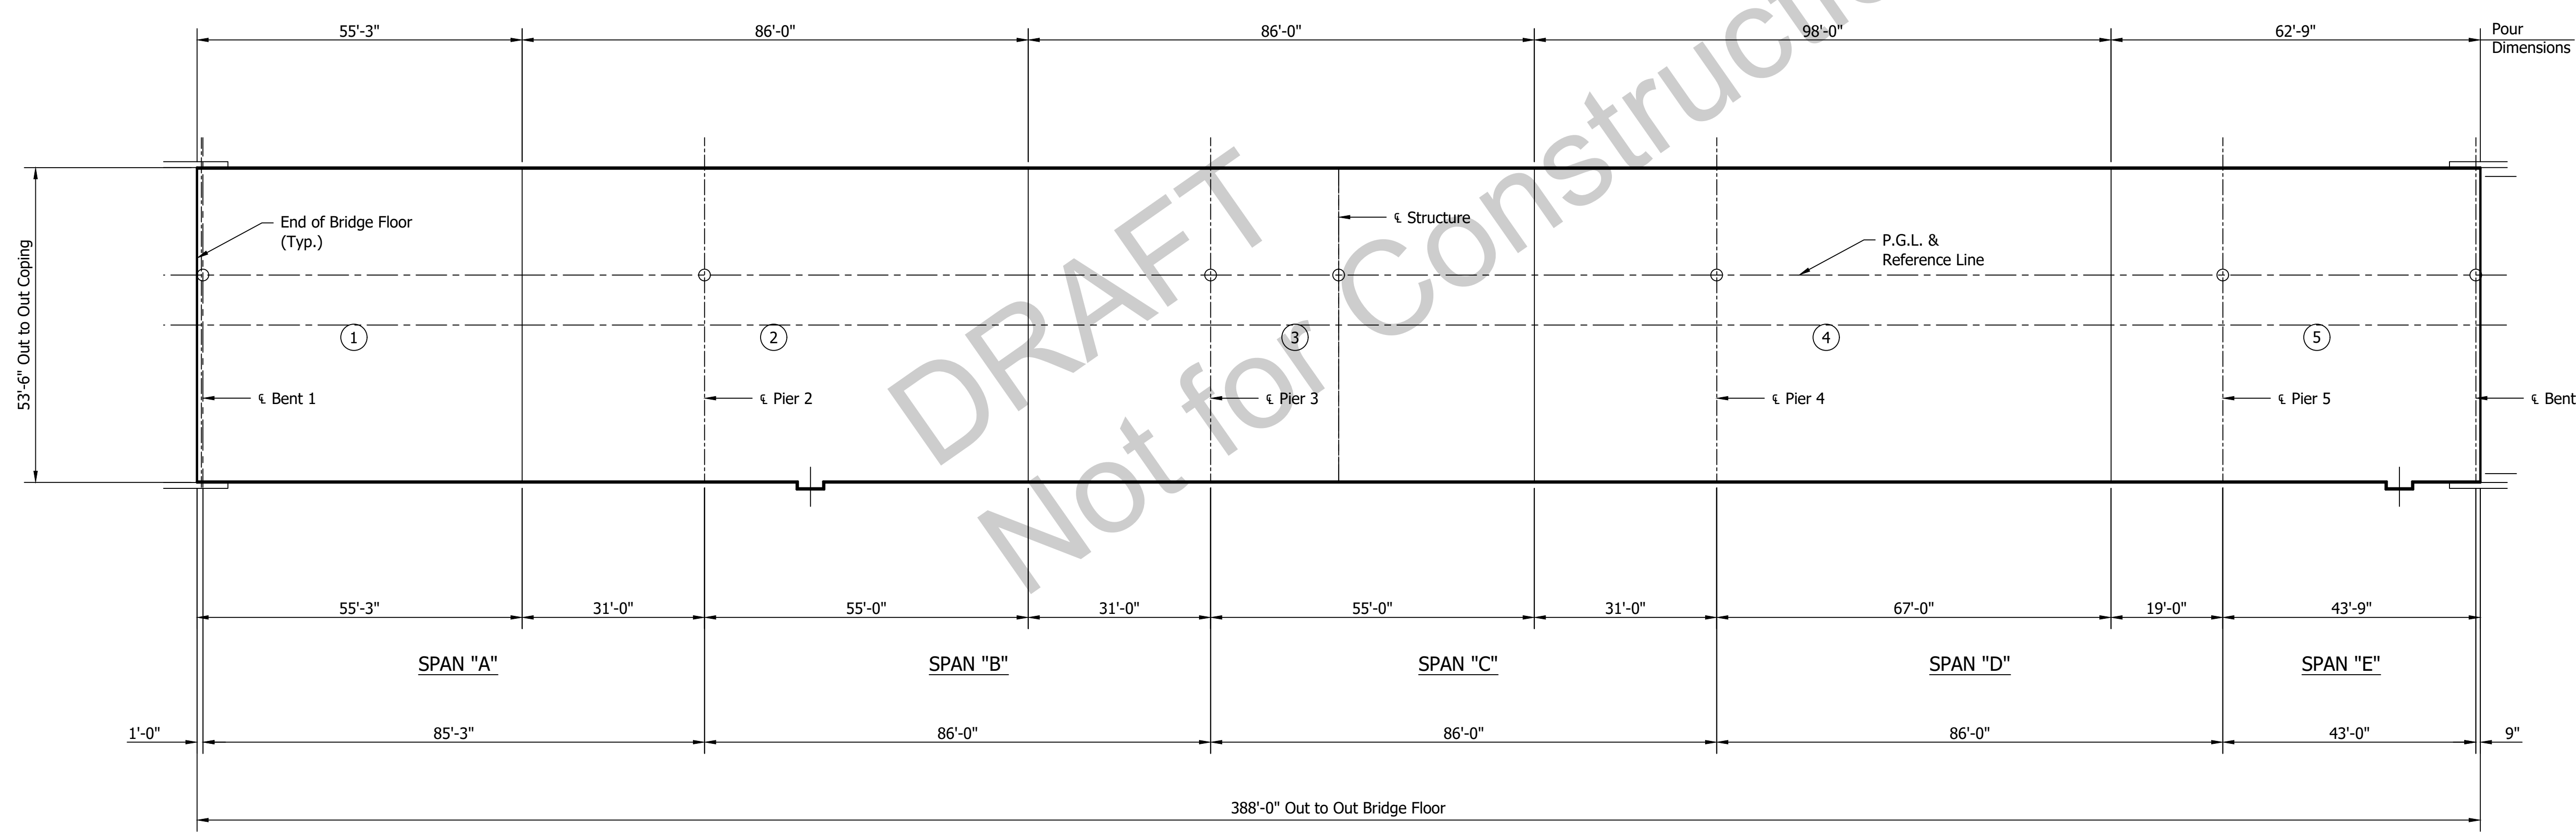 55'-3"
86'-0"
86'-0"
98'-0"
62'-9"
Pour
Dimensions
DRAFT
Not for Constructi
53'-6" Out to Out Coping
End of Bridge Floor
(Typ.)
℄ Structure
P.G.L. &
Reference Line
1
2
3
4
5
℄ Bent 1
℄ Pier 2
℄ Pier 3
℄ Pier 4
℄ Pier 5
℄ Bent
55'-3"
31'-0"
55'-0"
31'-0"
55'-0"
31'-0"
67'-0"
19'-0"
43'-9"
SPAN "A"
SPAN "B"
SPAN "C"
SPAN "D"
SPAN "E"
1'-0"
85'-3"
86'-0"
86'-0"
86'-0"
43'-0"
9"
388'-0" Out to Out Bridge Floor